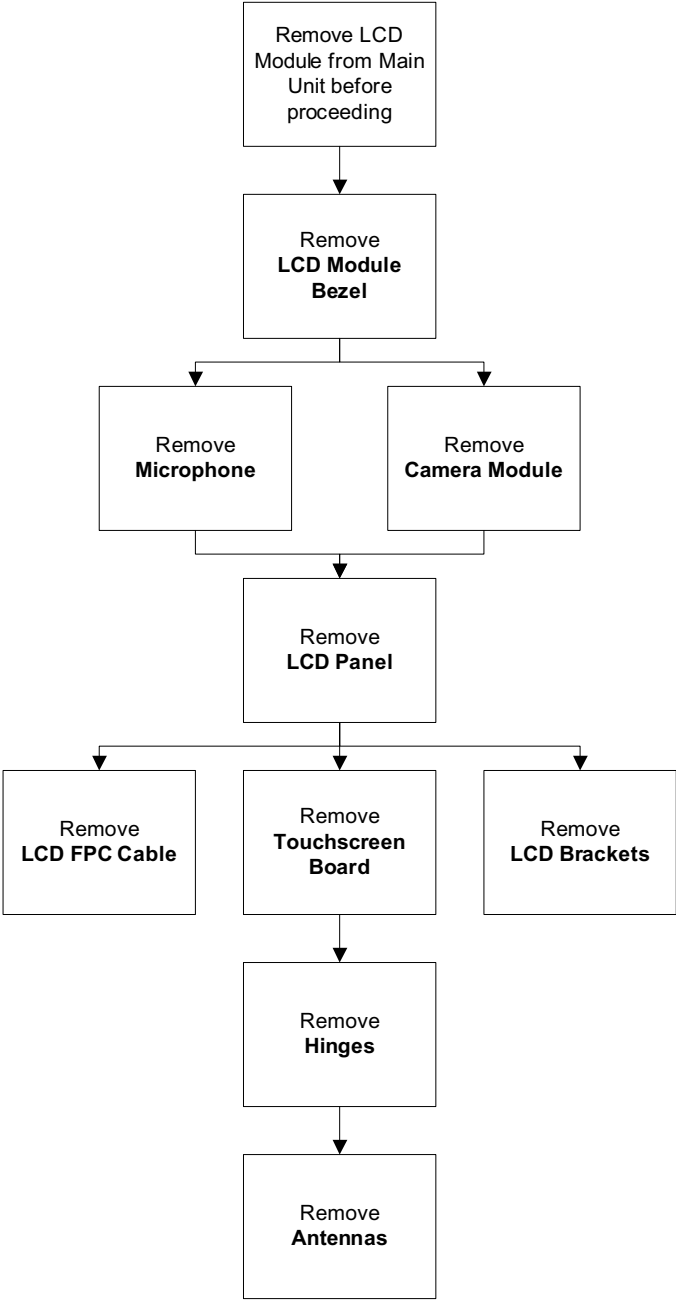 Remove LCD
Module from Main
Unit before
proceeding
Remove
LCD Module
Bezel
Remove
Microphone
Remove
Camera Module
Remove
LCD Panel
Remove
LCD FPC Cable
Remove
Touchscreen
Board
Remove
LCD Brackets
Remove
Hinges
Remove
Antennas